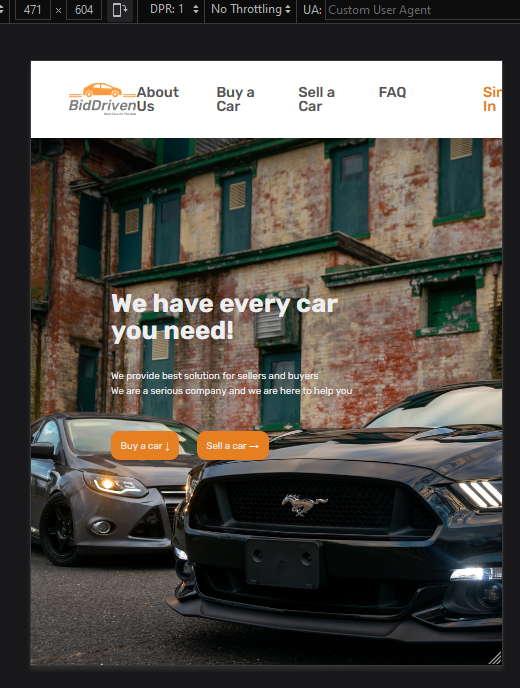 471 × 604 DPR: 1 No Throttling UA: Custom User Agent
About Us
Buy a Car
Sell a Car
FAQ
Sin In
BidDriven
We have every car
you need!
We provide best solution for sellers and buyers
We are a serious company and we are here to help you
Buy a car ↓
Sell a car →